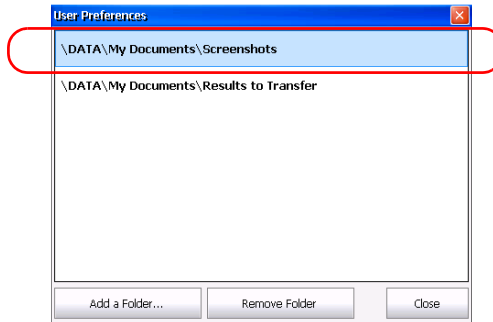 User Preferences
\DATA\My Documents\Screenshots
\DATA\My Documents\Results to Transfer
Add a Folder... Remove Folder Close